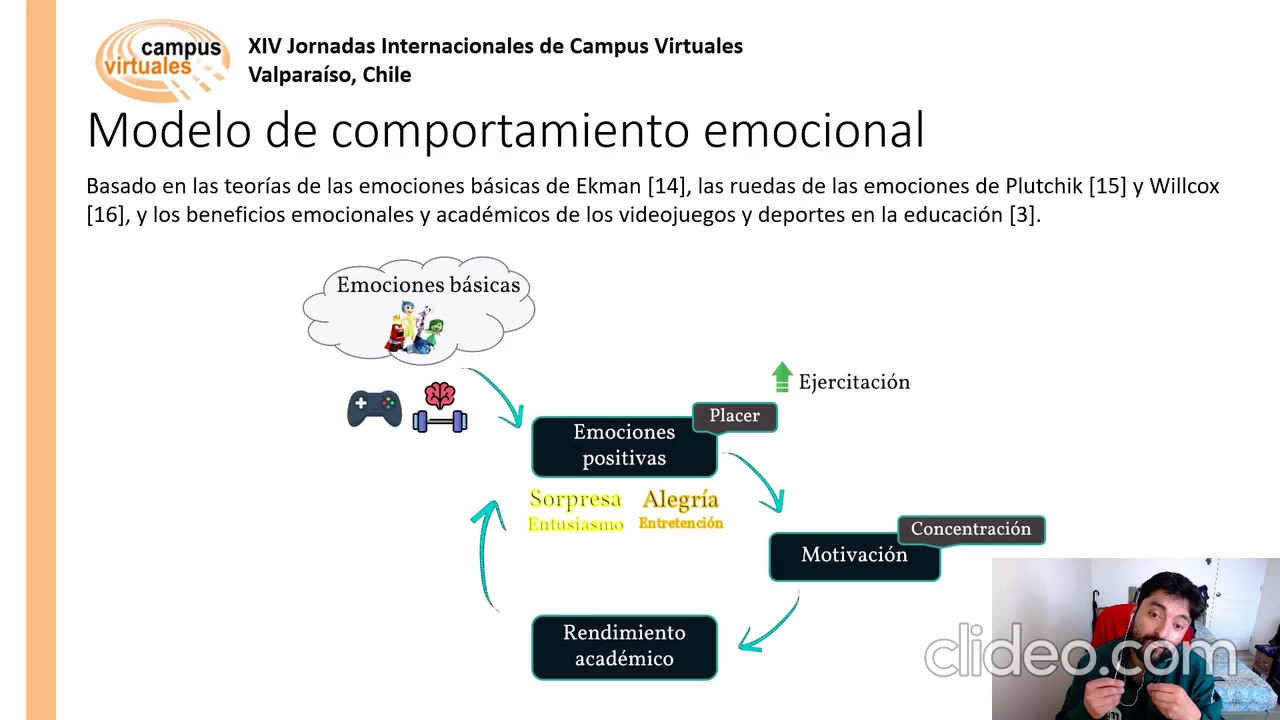 campus
virtuales
XIV Jornadas Internacionales de Campus Virtuales
Valparaíso, Chile
Modelo de comportamiento emocional
Basado en las teorías de las emociones básicas de Ekman [14], las ruedas de las emociones de Plutchik [15] y Willcox
[16], y los beneficios emocionales y académicos de los videojuegos y deportes en la educación [3].
Emociones básicas
Ejercitación
Placer
Emociones
positivas
Sorpresa
Entusiasmo
Alegría
Entretención
Concentración
Motivación
Rendimiento
académico
clideo.com